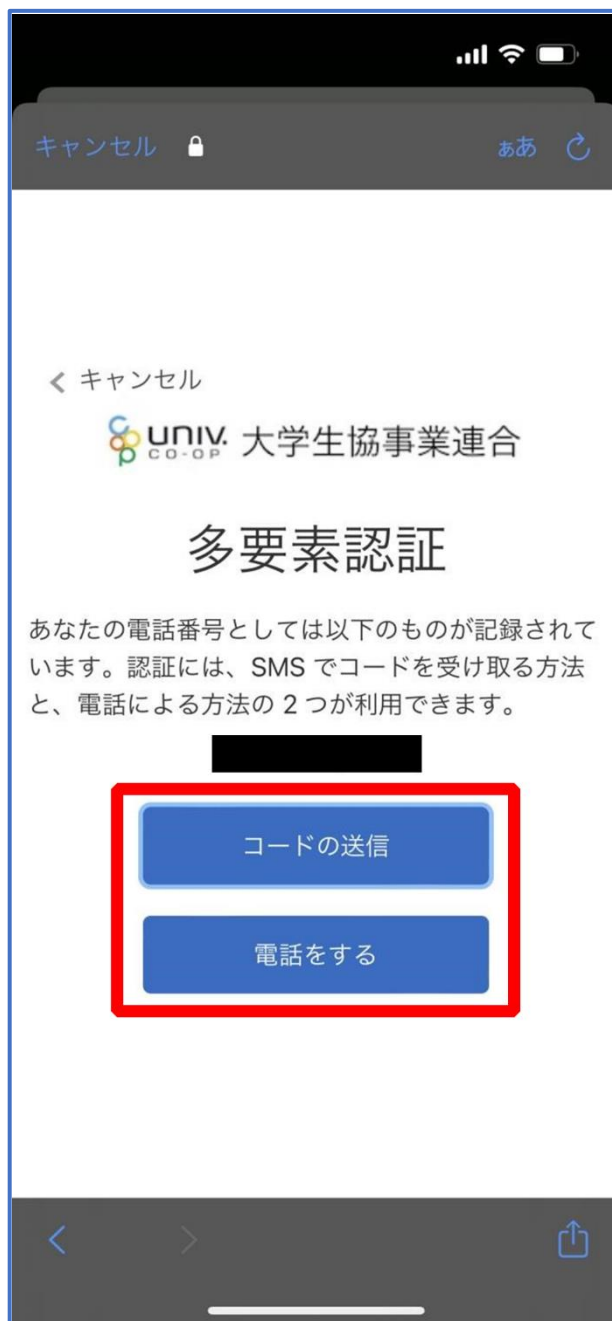 キャンセル ぁあ
キャンセル
univ. CO-OP 大学生協事業連合
多要素認証
あなたの電話番号としては以下のものが記録されて
います。認証には、SMS でコードを受け取る方法
と、電話による方法の 2 つが利用できます。
コードの送信
電話をする